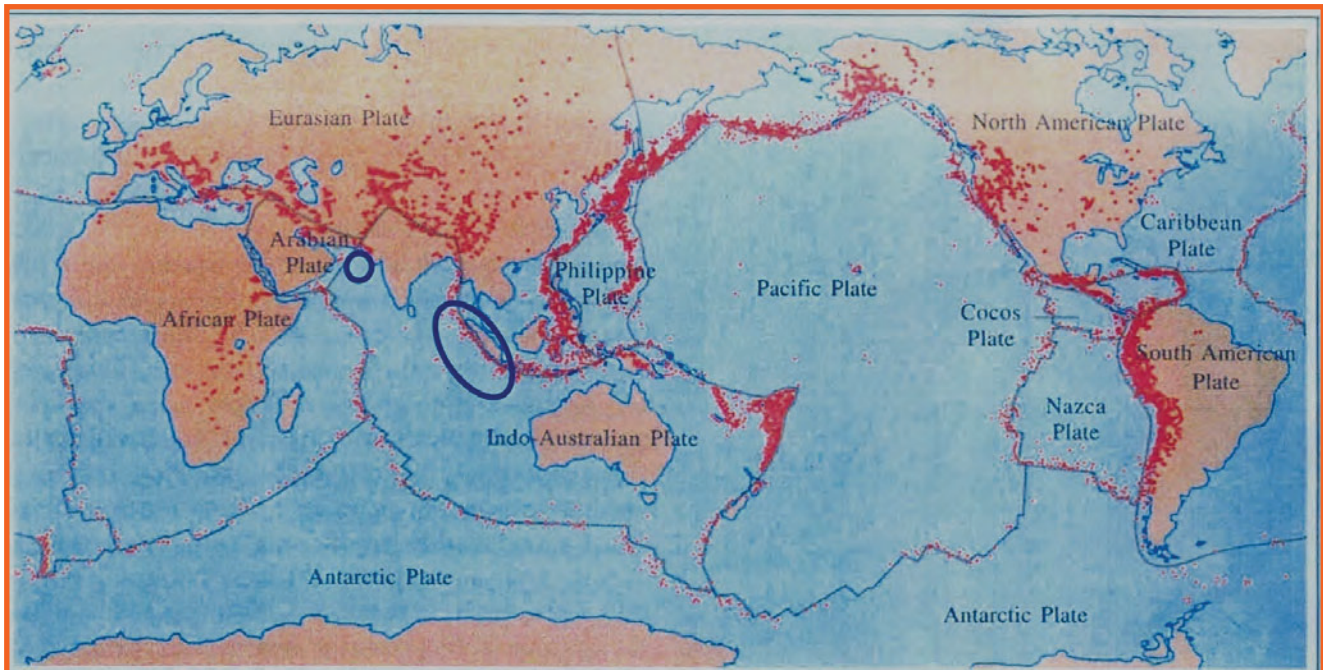 Eurasian Plate
North American Plate
Caribbean
Plate
Arabian
Plate
Philippine
Plate
Pacific Plate
African Plate
Cocos
Plate
South American
Plate
Nazca
Plate
Indo-Australian Plate
Antarctic Plate
Antarctic Plate